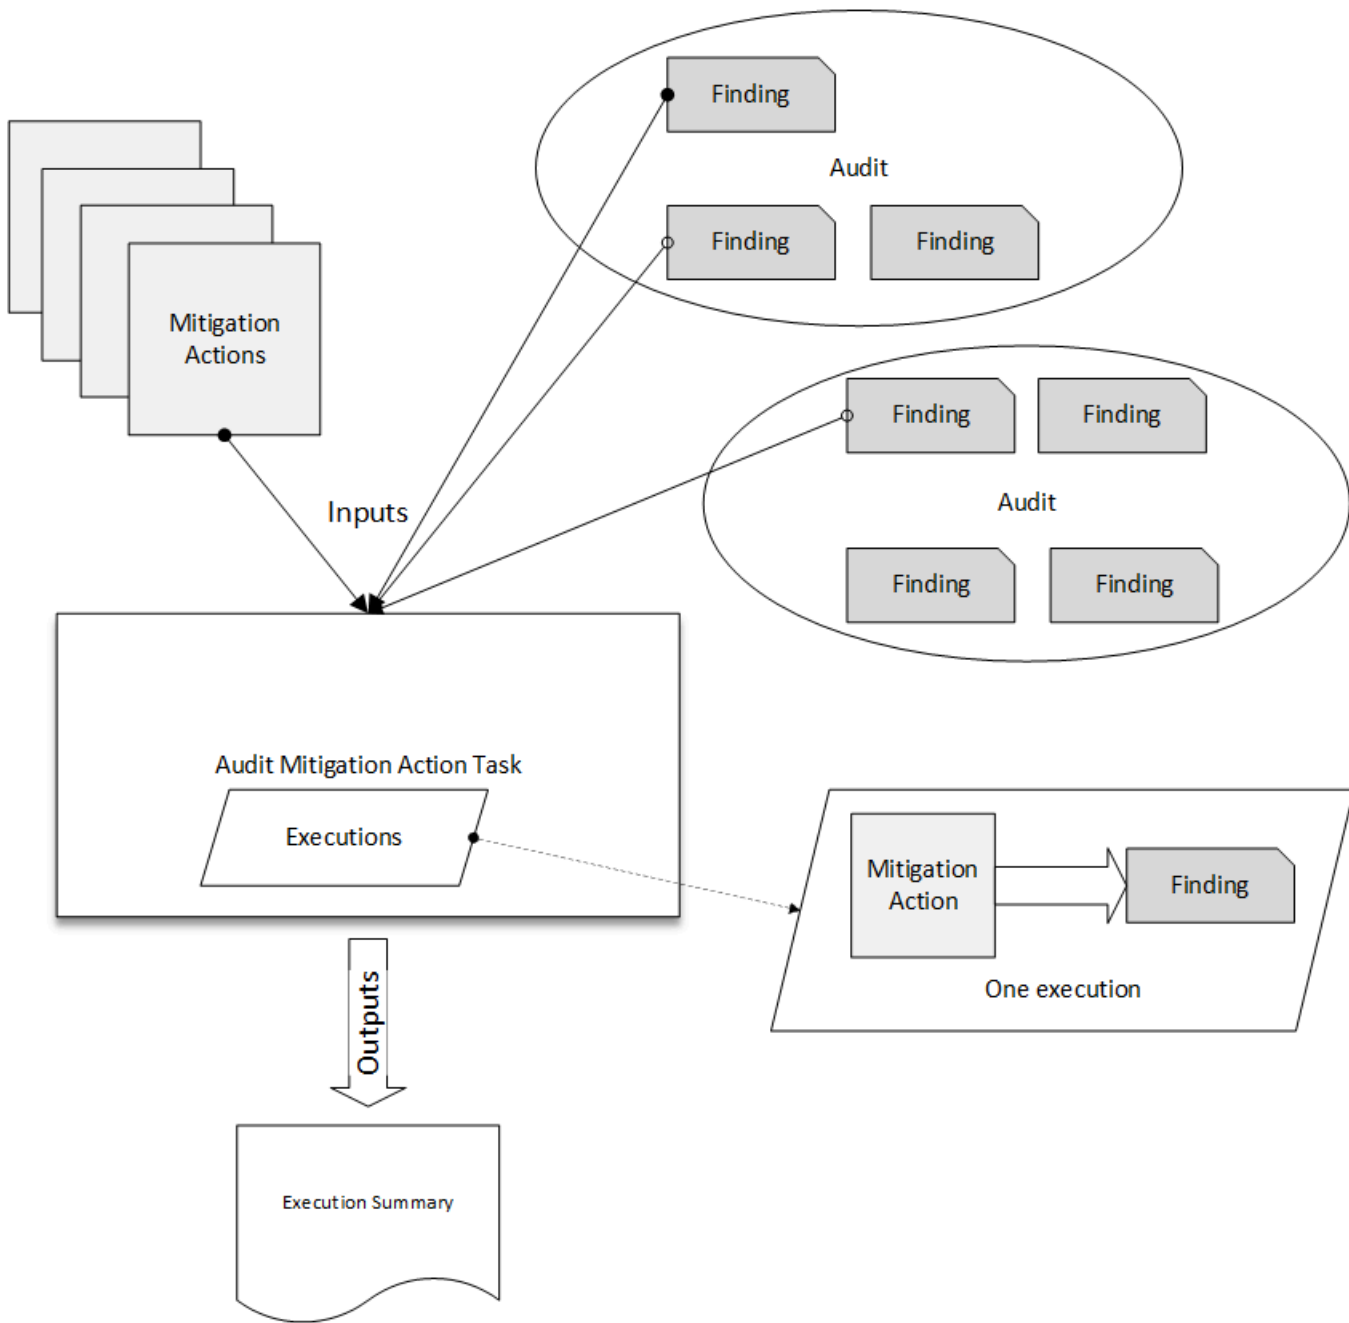 Finding
Audit
Finding
Finding
Mitigation
Actions
Finding
Finding
Inputs
Audit
Finding
Finding
Audit Mitigation Action Task
Executions
Mitigation
Action
Finding
One execution
Outputs
Execution Summary